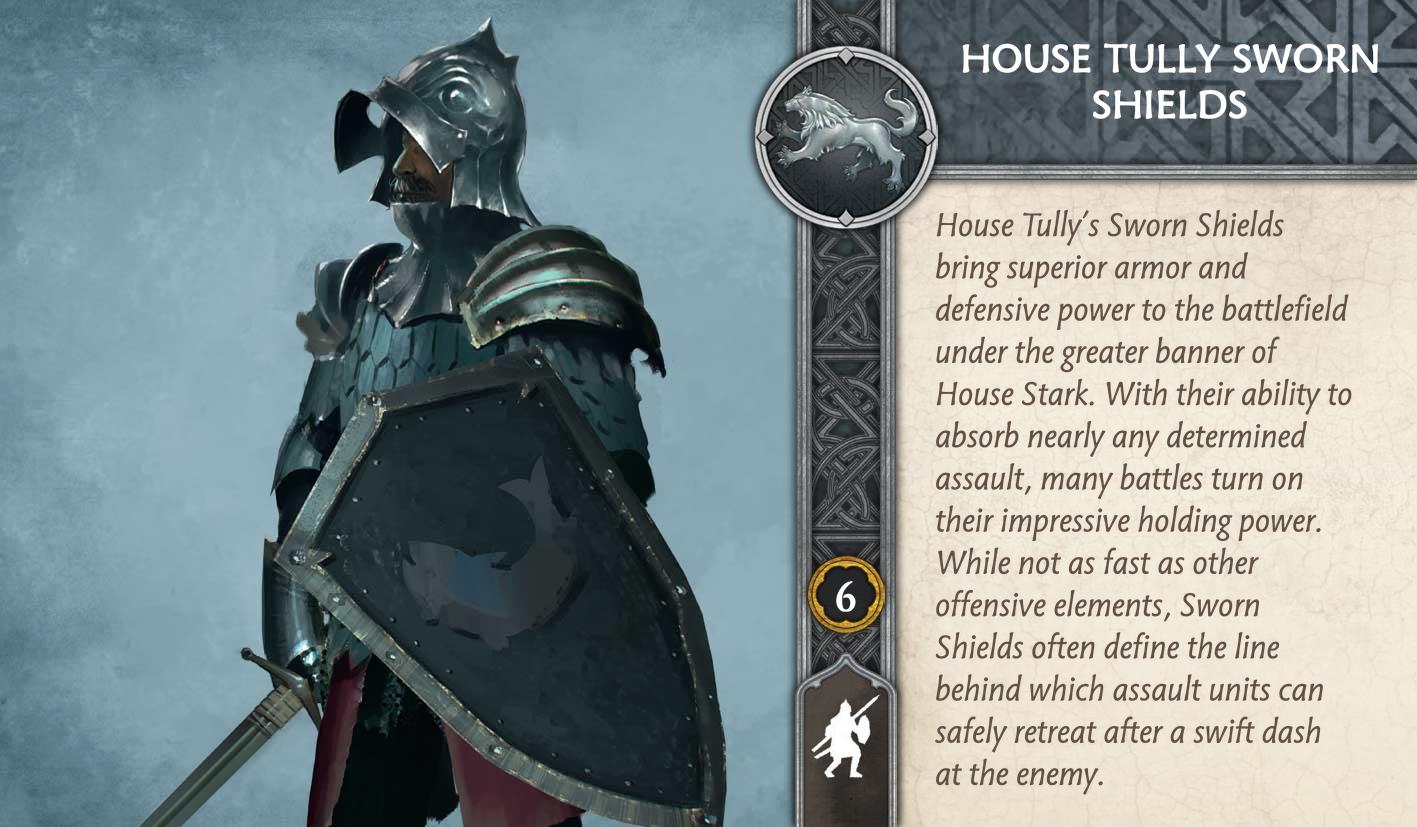 HOUSE TULLY SWORN
SHIELDS
House Tully's Sworn Shields
bring superior armor and
defensive power to the battlefield
under the greater banner of
House Stark. With their ability to
absorb nearly any determined
assault, many battles turn on
their impressive holding power.
While not as fast as other
offensive elements, Sworn
Shields often define the line
behind which assault units can
safely retreat after a swift dash
at the enemy.
6